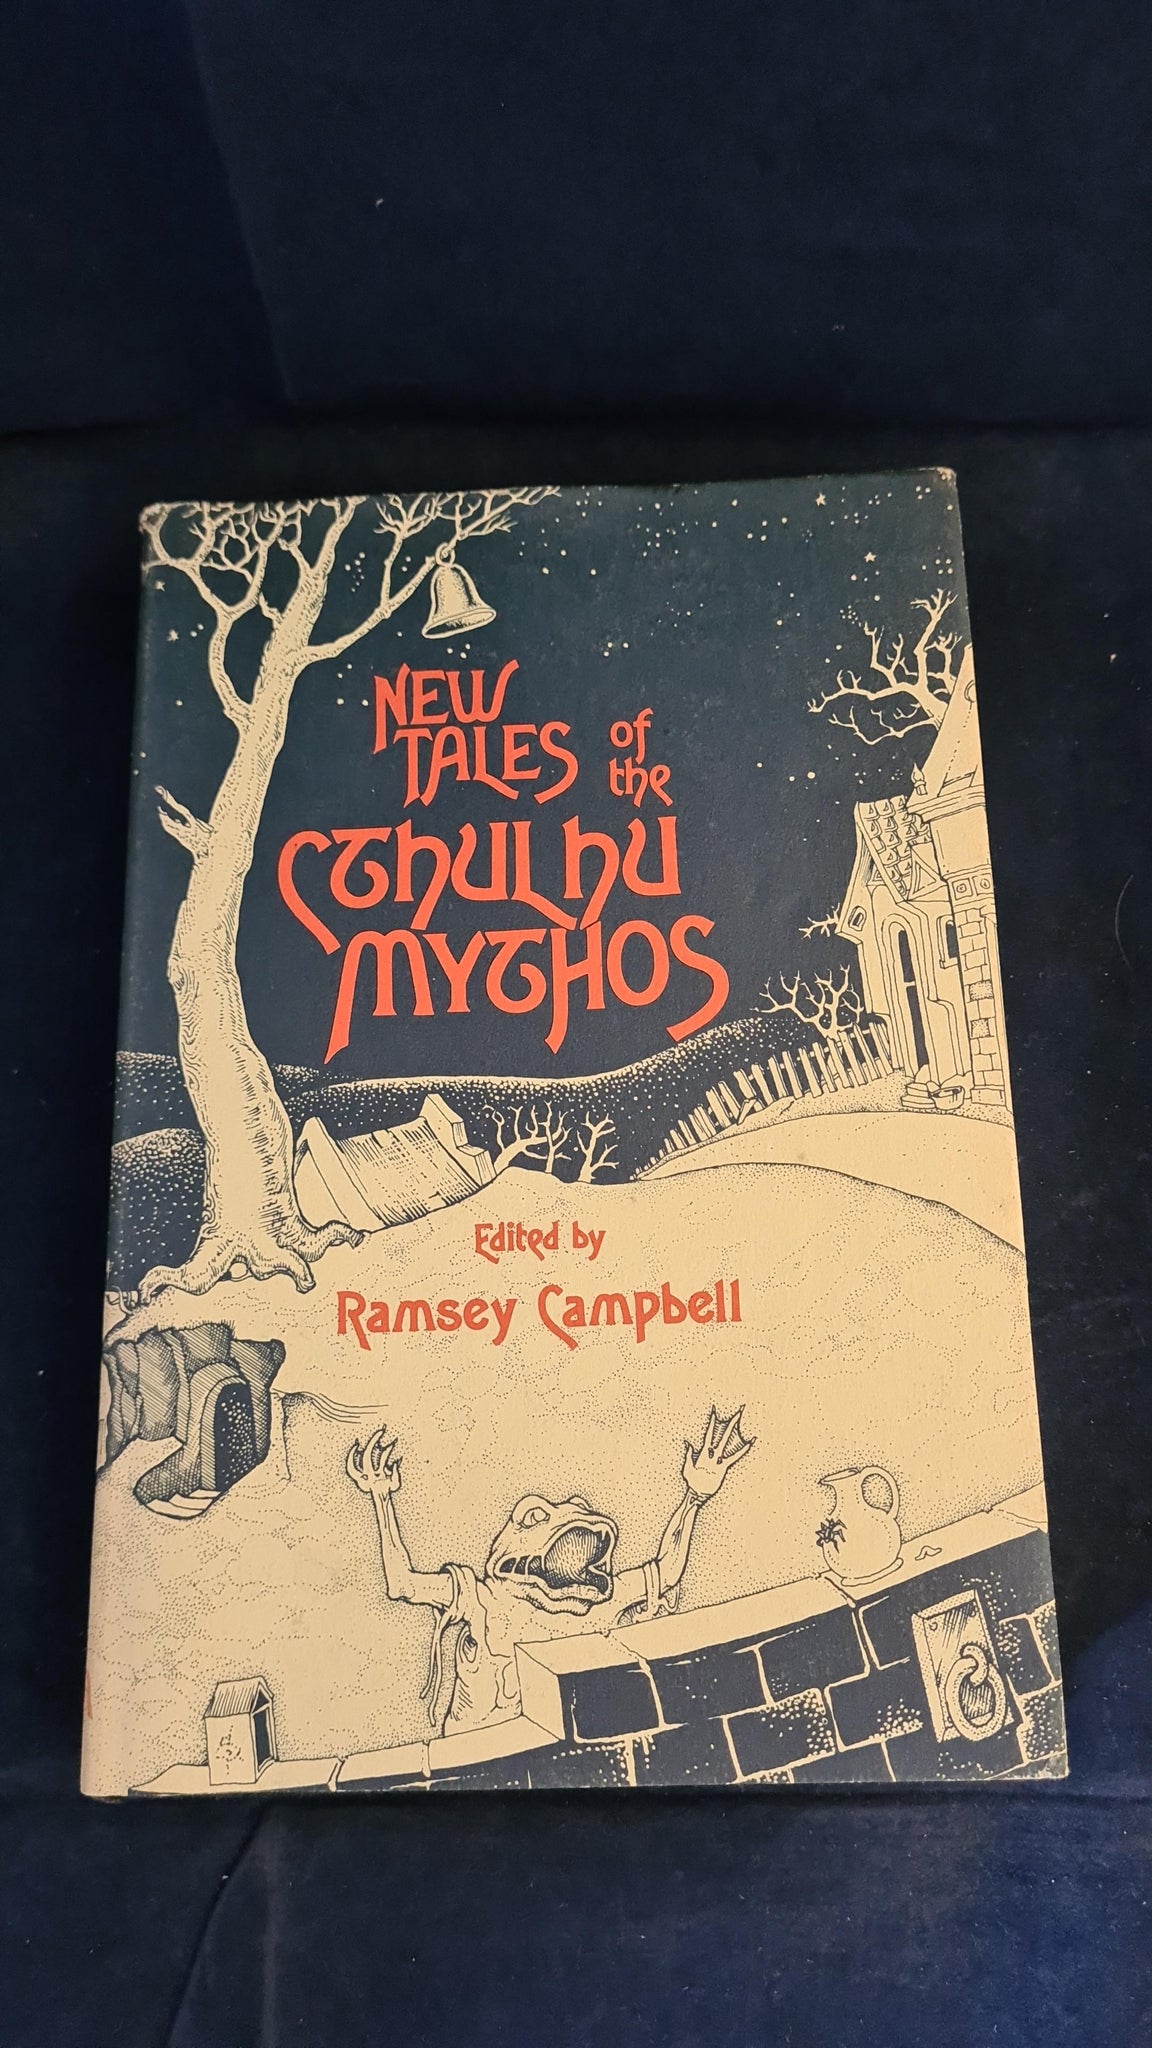 NEW
TALES of
the
CTHULHU
MYTHOS
Edited by
Ramsey Campbell